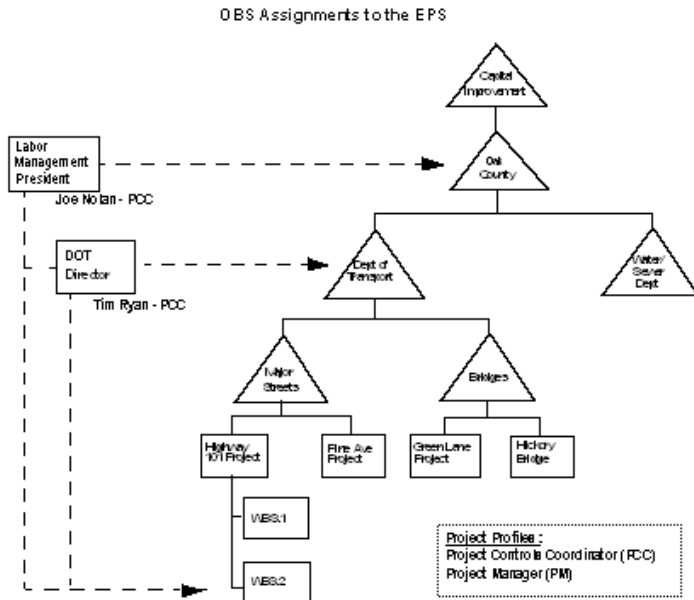 OBS Assignments to the EPS
Capital
Improvement
Labor
Management
President
Joe Nolan - PCC
Oak
County
DOT
Director
Tim Ryan - PCC
Dept of
Transport
Water/
Sewer
Dept
Major
Streets
Bridges
Highway
101 Project
Pine Ave
Project
Green Lane
Project
Hickory
Bridge
WBS.1
WBS.2
Project Profiles :
Project Controls Coordinator (PCC)
Project Manager (PM)